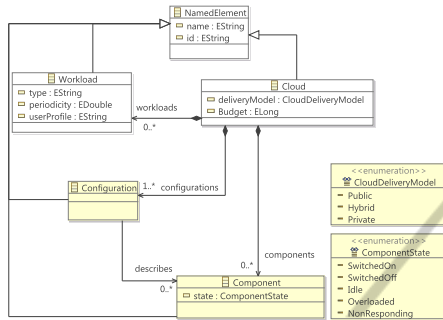 NamedElement
name : EString
id : EString
Workload
type : EString
periodicity : EDouble
userProfile : EString
Cloud
deliveryModel : CloudDeliveryModel
Budget : ELong
workloads
0..*
Configuration
1..* configurations
<<enumeration>>
CloudDeliveryModel
Public
Hybrid
Private
<<enumeration>>
ComponentState
SwitchedOn
SwitchedOff
Idle
Overloaded
NonResponding
components
0..*
describes
0..*
Component
state : ComponentState